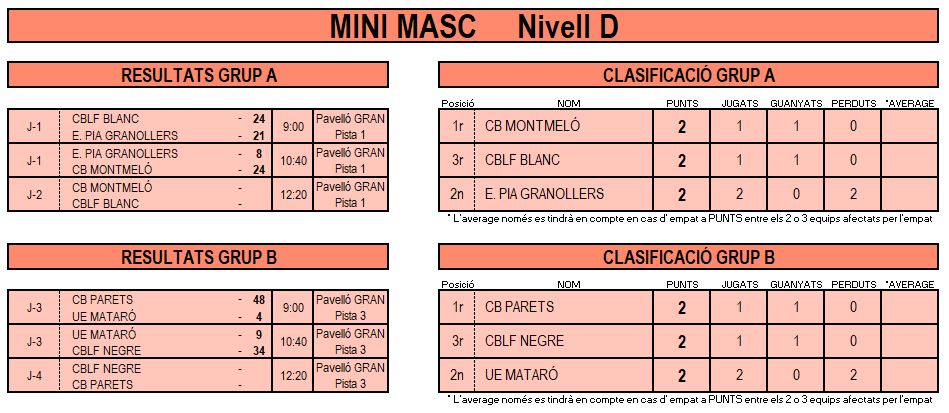 MINI MASC Nivell D
RESULTATS GRUP A
J-1 CBLF BLANC - 24 9:00 Pavelló GRAN
E. PIA GRANOLLERS - 21 Pista 1
J-1 E. PIA GRANOLLERS - 8 10:40 Pavelló GRAN
CB MONTMELÓ - 24 Pista 1
J-2 CB MONTMELÓ - 12:20 Pavelló GRAN
CBLF BLANC - Pista 1
CLASIFICACIÓ GRUP A
Posició NOM PUNTS JUGATS GUANYATS PERDUTS *AVERAGE
1r CB MONTMELÓ 2 1 1 0
3r CBLF BLANC 2 1 1 0
2n E. PIA GRANOLLERS 2 2 0 2
* L'average només es tindrà en compte en cas d' empat a PUNTS entre els 2 o 3 equips afectats per l'empat
RESULTATS GRUP B
J-3 CB PARETS - 48 9:00 Pavelló GRAN
UE MATARÓ - 4 Pista 3
J-3 UE MATARÓ - 9 10:40 Pavelló GRAN
CBLF NEGRE - 34 Pista 3
J-4 CBLF NEGRE - 12:20 Pavelló GRAN
CB PARETS - Pista 3
CLASIFICACIÓ GRUP B
Posició NOM PUNTS JUGATS GUANYATS PERDUTS *AVERAGE
1r CB PARETS 2 1 1 0
3r CBLF NEGRE 2 1 1 0
2n UE MATARÓ 2 2 0 2
* L'average només es tindrà en compte en cas d' empat a PUNTS entre els 2 o 3 equips afectats per l'empat